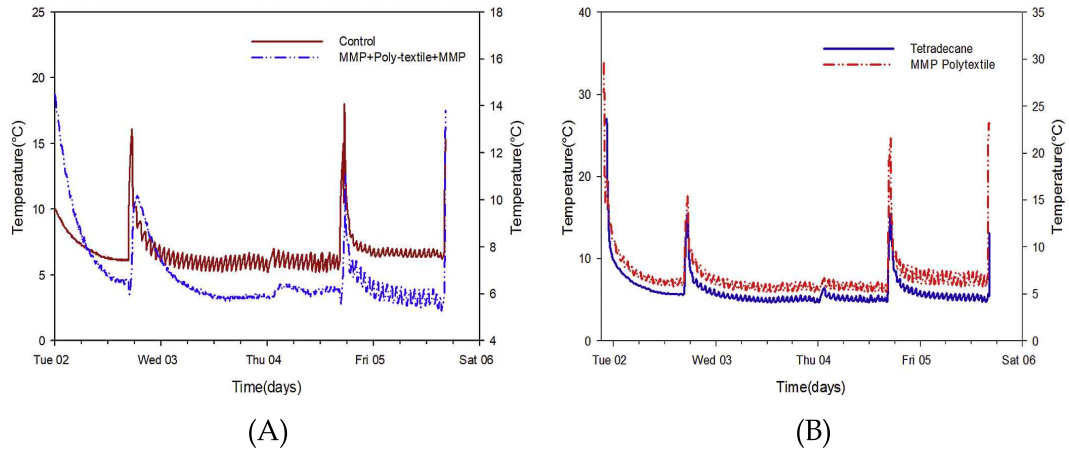 25
20
15
10
5
0
Temperature(°C)
18
16
14
12
10
8
6
4
Temperature(°C)
Control
MMP+Poly-textile+MMP
Tue 02
Wed 03
Thu 04
Fri 05
Sat 06
Time(days)
(A)
40
30
20
10
0
Temperature(°C)
35
30
25
20
15
10
5
0
Temperature(°C)
Tetradecane
MMP Polytextile
Tue 02
Wed 03
Thu 04
Fri 05
Sat 06
Time(days)
(B)